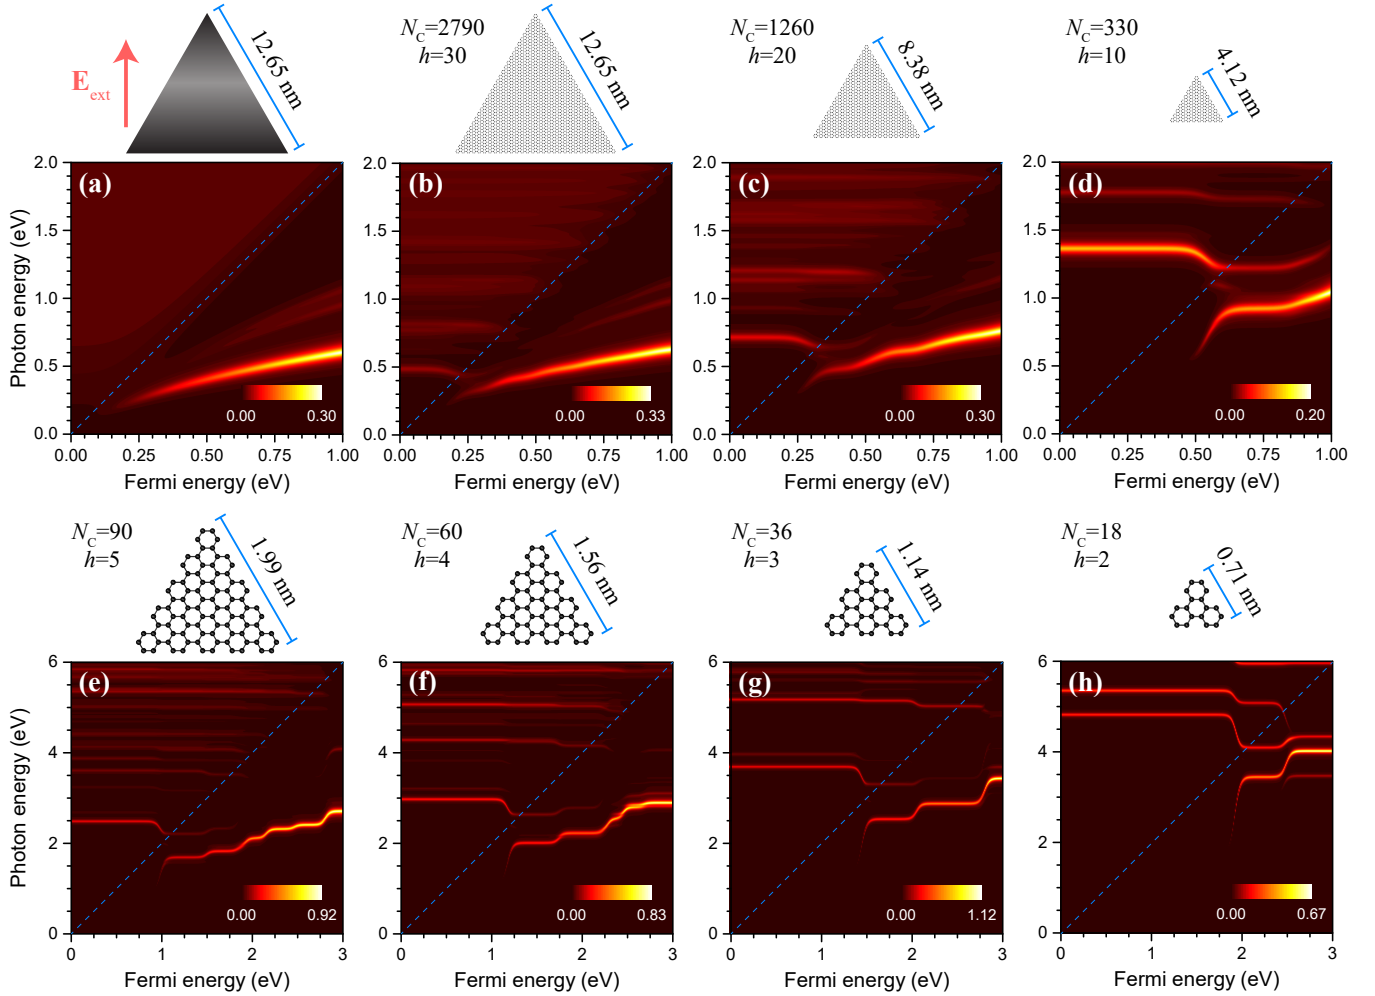 E_ext
12.65 nm
N_C=2790
h=30
12.65 nm
N_C=1260
h=20
8.38 nm
N_C=330
h=10
4.12 nm
(a)
(b)
(c)
(d)
Photon energy (eV)
2.0
1.5
1.0
0.5
0.0
2.0
1.5
1.0
0.5
0.0
2.0
1.5
1.0
0.5
0.0
2.0
1.5
1.0
0.5
0.0
0.00 0.30
0.00 0.33
0.00 0.30
0.00 0.20
0.00 0.25 0.50 0.75 1.00
0.00 0.25 0.50 0.75 1.00
0.00 0.25 0.50 0.75 1.00
0.00 0.25 0.50 0.75 1.00
Fermi energy (eV)
Fermi energy (eV)
Fermi energy (eV)
Fermi energy (eV)
N_C=90
h=5
1.99 nm
N_C=60
h=4
1.56 nm
N_C=36
h=3
1.14 nm
N_C=18
h=2
0.71 nm
(e)
(f)
(g)
(h)
Photon energy (eV)
6
4
2
0
6
4
2
0
6
4
2
0
6
4
2
0
0.00 0.92
0.00 0.83
0.00 1.12
0.00 0.67
0 1 2 3
0 1 2 3
0 1 2 3
0 1 2 3
Fermi energy (eV)
Fermi energy (eV)
Fermi energy (eV)
Fermi energy (eV)